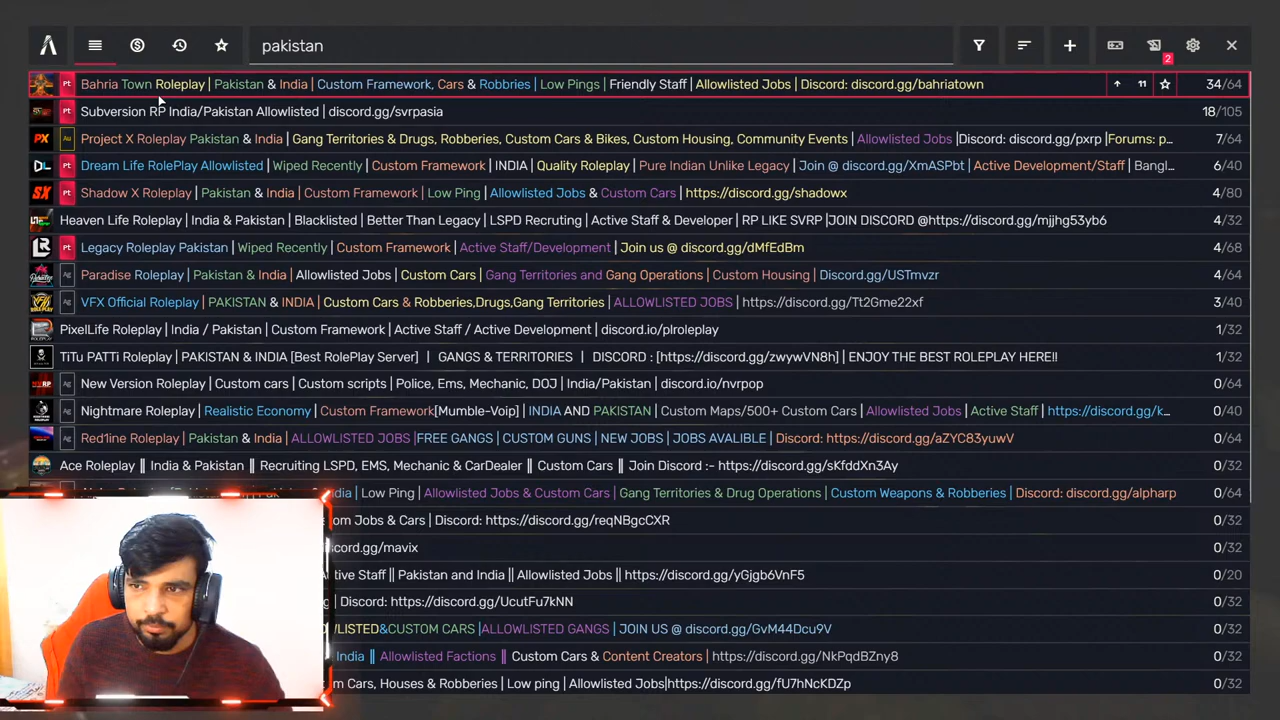 pakistan
2
Pt Bahria Town Roleplay | Pakistan & India | Custom Framework, Cars & Robbries | Low Pings | Friendly Staff | Allowlisted Jobs | Discord: discord.gg/bahriatown 11 34/64
Pt Subversion RP India/Pakistan Allowlisted | discord.gg/svrpasia 18/105
PX Au Project X Roleplay Pakistan & India | Gang Territories & Drugs, Robberies, Custom Cars & Bikes, Custom Housing, Community Events | Allowlisted Jobs |Discord: discord.gg/pxrp |Forums: p... 7/64
DL Pt Dream Life RolePlay Allowlisted | Wiped Recently | Custom Framework | INDIA | Quality Roleplay | Pure Indian Unlike Legacy | Join @ discord.gg/XmASPbt | Active Development/Staff | Bangl... 6/40
SX Pt Shadow X Roleplay | Pakistan & India | Custom Framework | Low Ping | Allowlisted Jobs & Custom Cars | https://discord.gg/shadowx 4/80
Heaven Life Roleplay | India & Pakistan | Blacklisted | Better Than Legacy | LSPD Recruting | Active Staff & Developer | RP LIKE SVRP |JOIN DISCORD @https://discord.gg/mjjhg53yb6 4/32
LR Pt Legacy Roleplay Pakistan | Wiped Recently | Custom Framework | Active Staff/Development | Join us @ discord.gg/dMfEdBm 4/68
Ag Paradise Roleplay | Pakistan & India | Allowlisted Jobs | Custom Cars | Gang Territories and Gang Operations | Custom Housing | Discord.gg/USTmvzr 4/64
Ag VFX Official Roleplay | PAKISTAN & INDIA | Custom Cars & Robberies,Drugs,Gang Territories | ALLOWLISTED JOBS | https://discord.gg/Tt2Gme22xf 3/40
PixelLife Roleplay | India / Pakistan | Custom Framework | Active Staff / Active Development | discord.io/plroleplay 1/32
TiTu PATTi Roleplay | PAKISTAN & INDIA [Best RolePlay Server] | GANGS & TERRITORIES | DISCORD : [https://discord.gg/zwywVN8h] | ENJOY THE BEST ROLEPLAY HERE!! 1/32
Ag New Version Roleplay | Custom cars | Custom scripts | Police, Ems, Mechanic, DOJ | India/Pakistan | discord.io/nvrpop 0/64
Ag Nightmare Roleplay | Realistic Economy | Custom Framework[Mumble-Voip] | INDIA AND PAKISTAN | Custom Maps/500+ Custom Cars | Allowlisted Jobs | Active Staff | https://discord.gg/k... 0/40
Ag Red1ine Roleplay | Pakistan & India | ALLOWLISTED JOBS |FREE GANGS | CUSTOM GUNS | NEW JOBS | JOBS AVALIBLE | Discord: https://discord.gg/aZYC83yuwV 0/64
Ace Roleplay ‖ India & Pakistan ‖ Recruiting LSPD, EMS, Mechanic & CarDealer ‖ Custom Cars ‖ Join Discord :- https://discord.gg/sKfddXn3Ay 0/32
dia | Low Ping | Allowlisted Jobs & Custom Cars | Gang Territories & Drug Operations | Custom Weapons & Robberies | Discord: discord.gg/alpharp 0/64
om Jobs & Cars | Discord: https://discord.gg/reqNBgcCXR 0/32
cord.gg/mavix 0/32
tive Staff || Pakistan and India || Allowlisted Jobs || https://discord.gg/yGjgb6VnF5 0/20
| Discord: https://discord.gg/UcutFu7kNN 0/32
LISTED&CUSTOM CARS |ALLOWLISTED GANGS | JOIN US @ discord.gg/GvM44Dcu9V 0/32
India ‖ Allowlisted Factions ‖ Custom Cars & Content Creators | https://discord.gg/NkPqdBZny8 0/32
m Cars, Houses & Robberies | Low ping | Allowlisted Jobs|https://discord.gg/fU7hNcKDZp 0/32